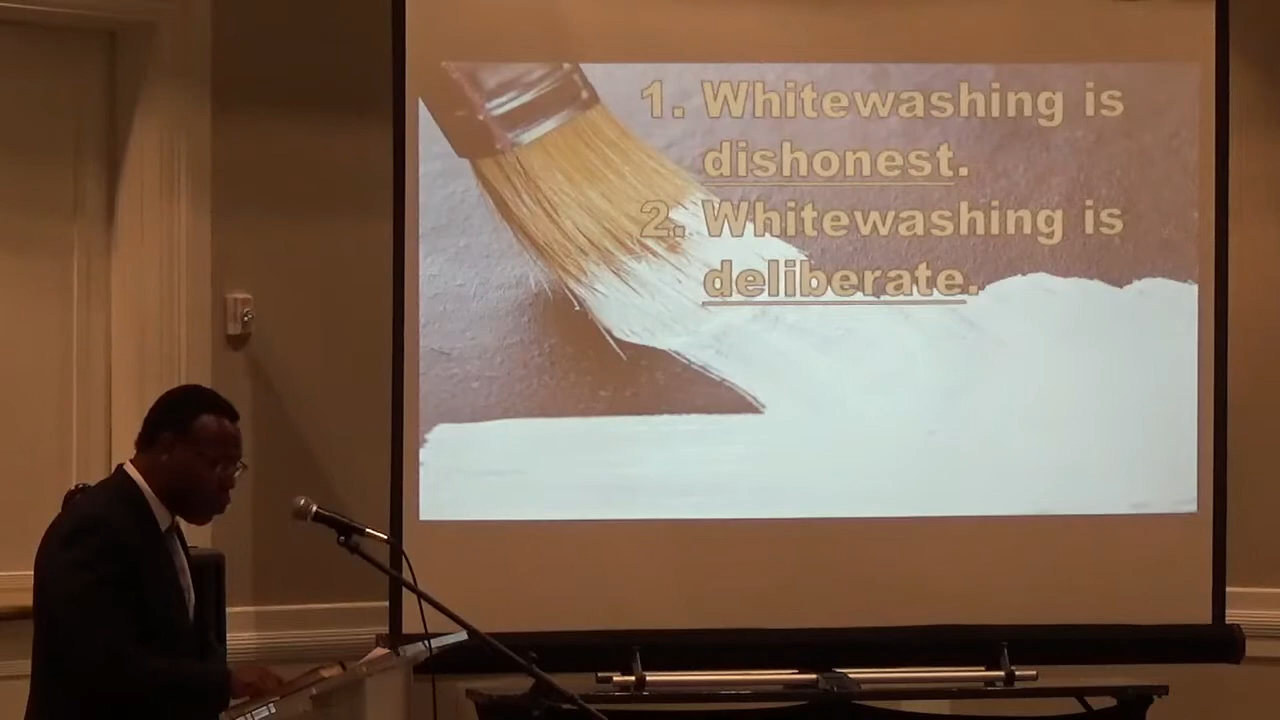 1. Whitewashing is
dishonest.
2. Whitewashing is
deliberate.